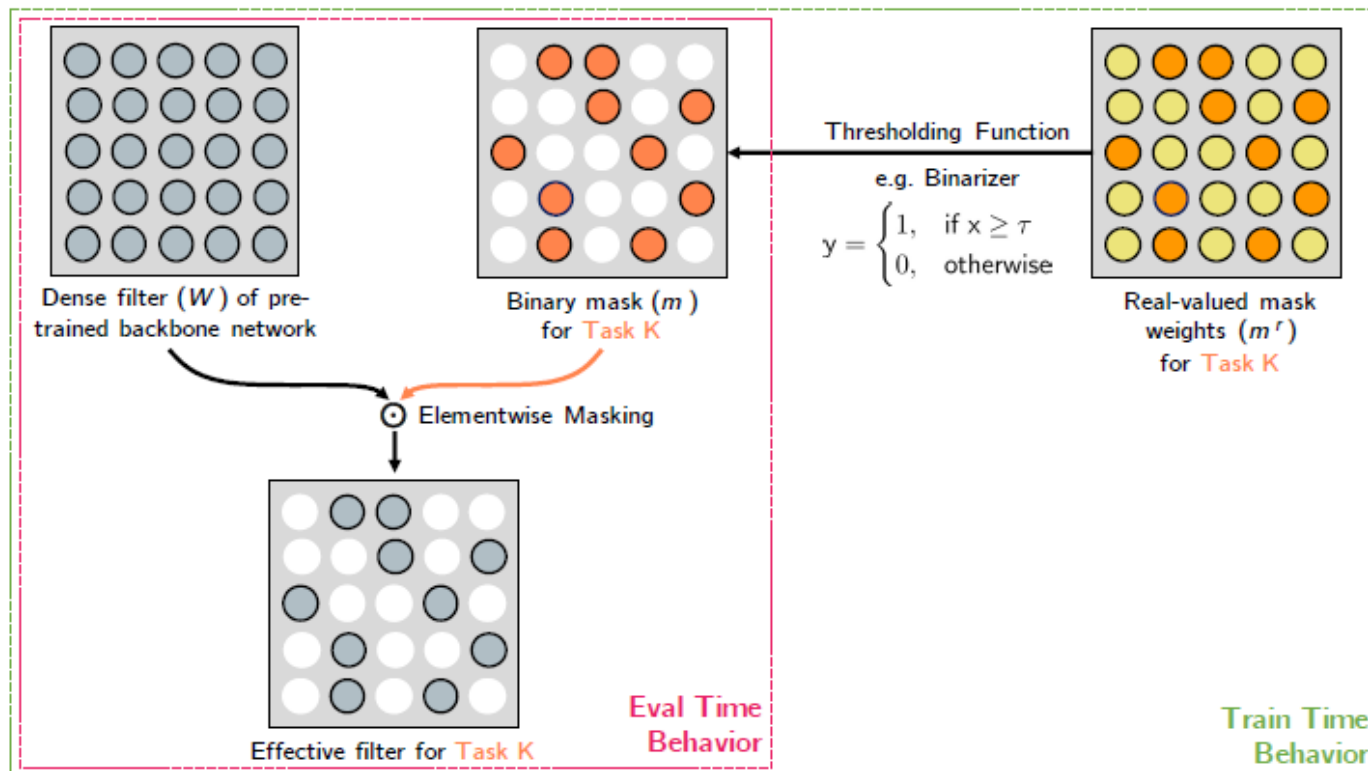 Dense filter (W) of pre-
trained backbone network
Binary mask (m)
for Task K
Thresholding Function
e.g. Binarizer
y = {1, if x ≥ τ
0, otherwise
Real-valued mask
weights (m^r)
for Task K
⊙ Elementwise Masking
Effective filter for Task K
Eval Time
Behavior
Train Time
Behavior